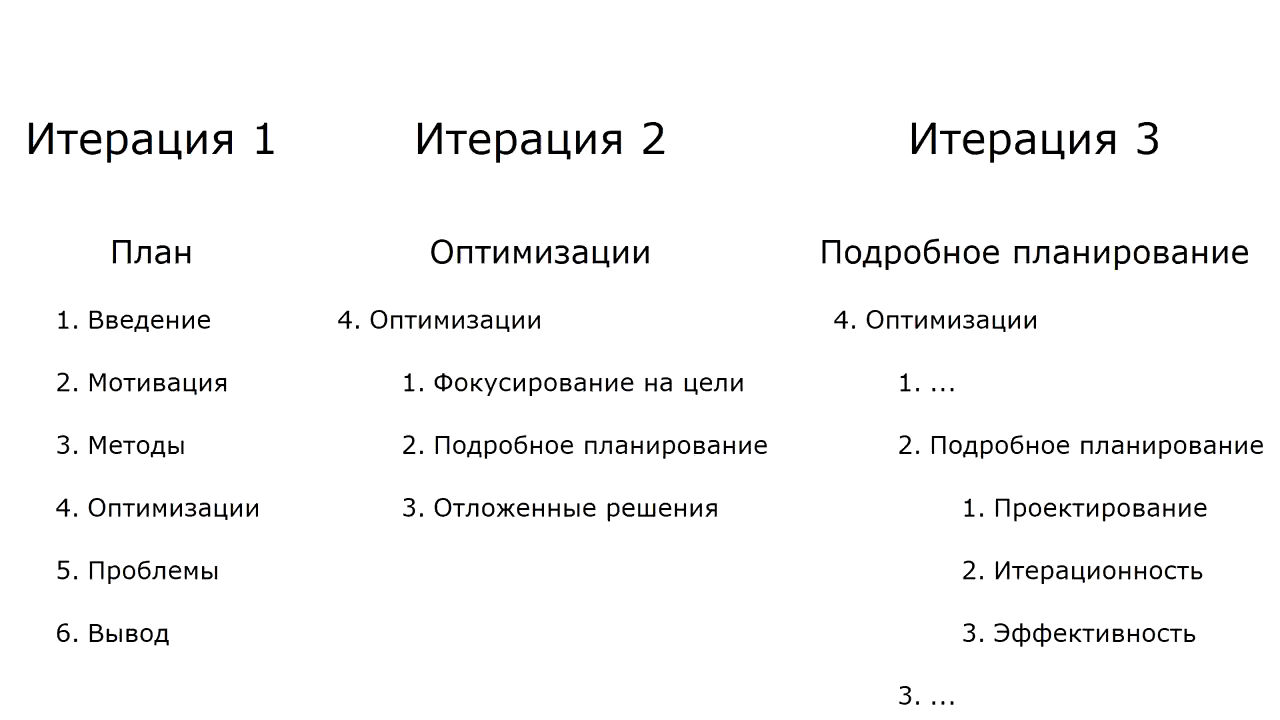 Итерация 1
План
1. Введение
2. Мотивация
3. Методы
4. Оптимизации
5. Проблемы
6. Вывод
Итерация 2
Оптимизации
4. Оптимизации
1. Фокусирование на цели
2. Подробное планирование
3. Отложенные решения
Итерация 3
Подробное планирование
4. Оптимизации
1. ...
2. Подробное планирование
1. Проектирование
2. Итерационность
3. Эффективность
3. ...